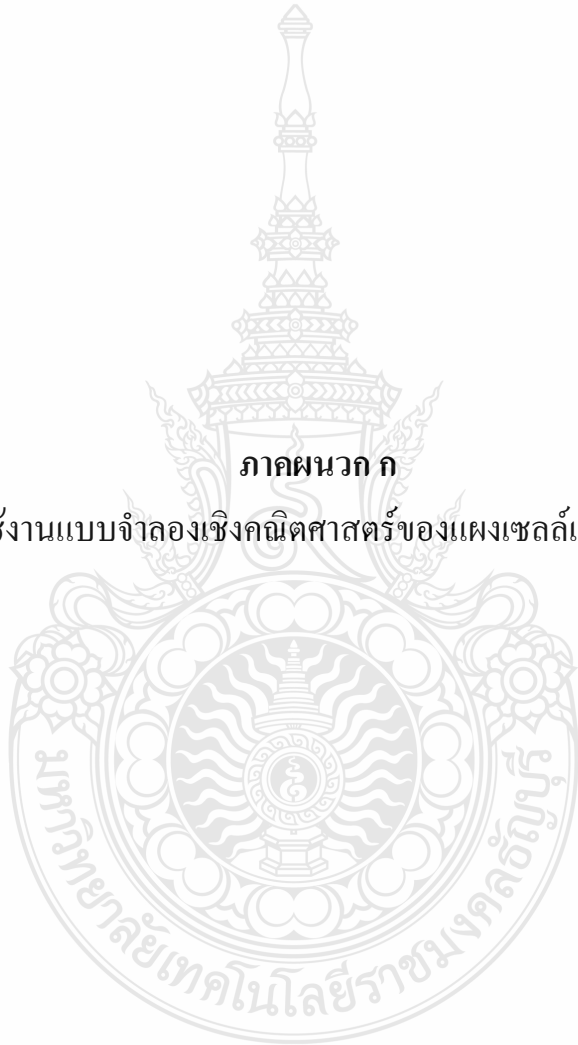 ภาคผนวก ก
งานแบบจำลองเชิงคณิตศาสตร์ของแผงเซลล์
มหาวิทยาลัยเทคโนโลยีราชมงคลธัญบุรี